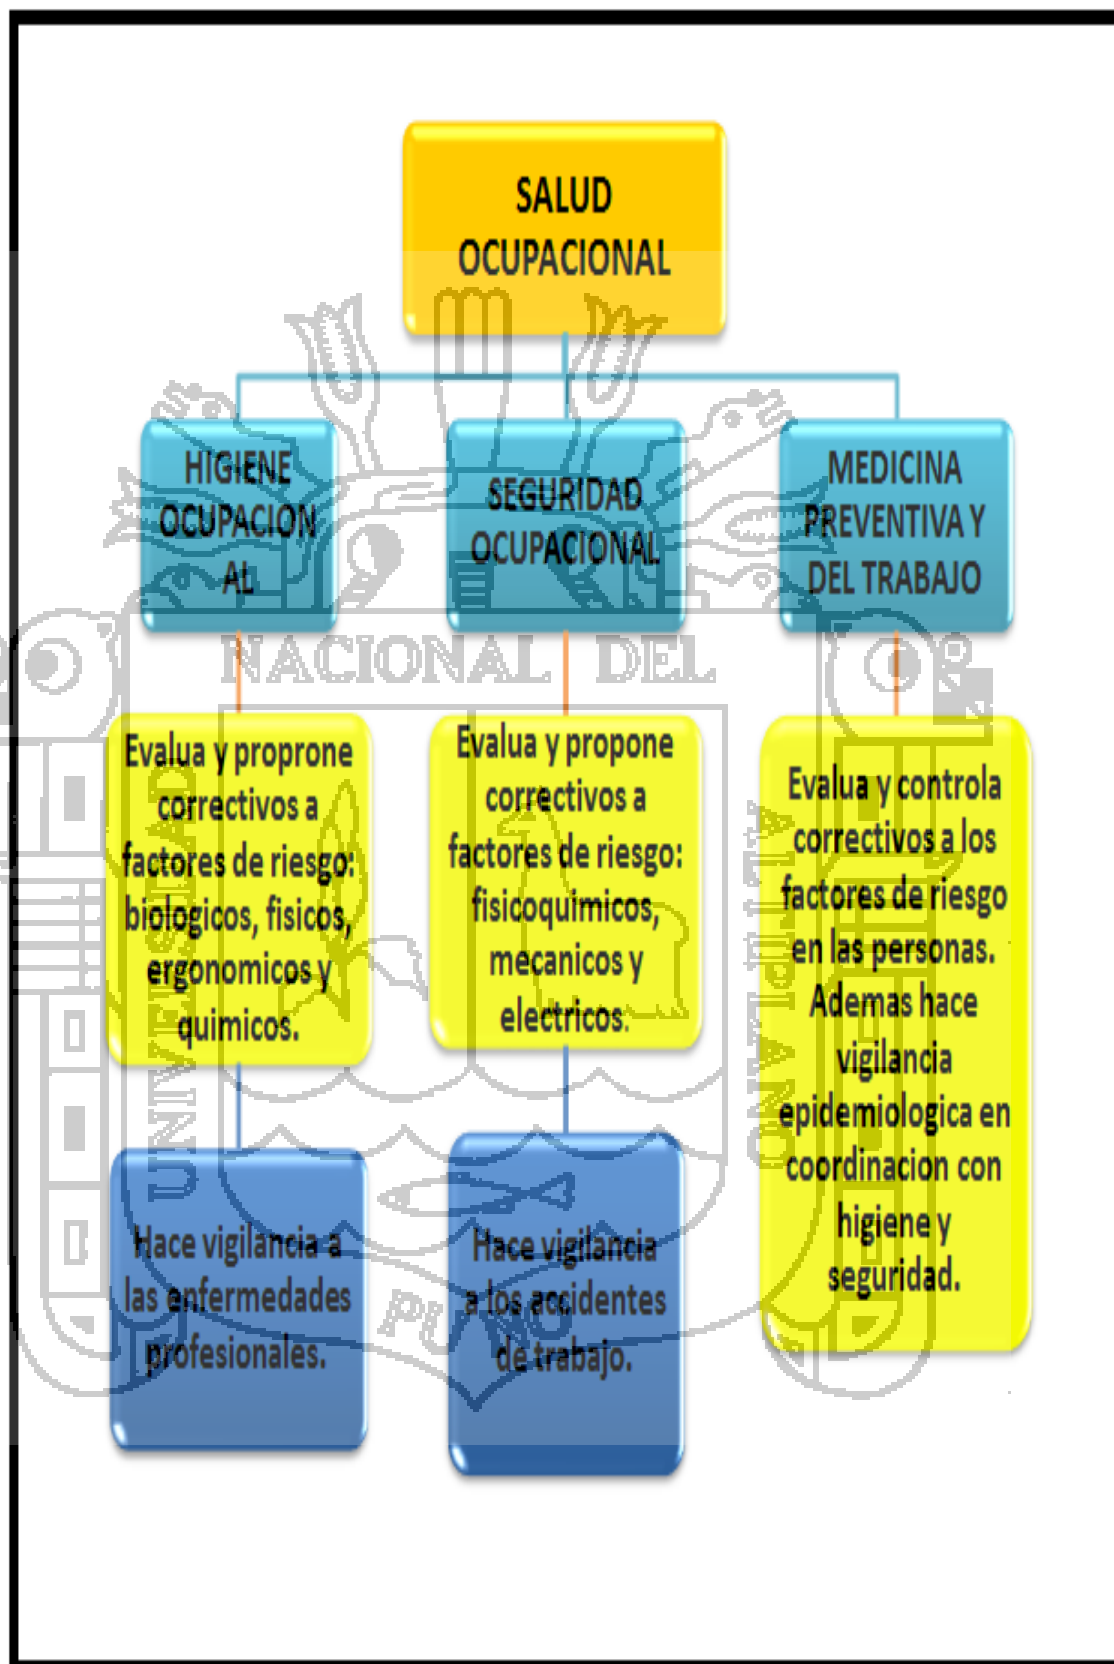 SALUD
OCUPACIONAL
HIGIENE
OCUPACION
AL
SEGURIDAD
OCUPACIONAL
MEDICINA
PREVENTIVA Y
DEL TRABAJO
Evalua y proprone
correctivos a
factores de riesgo:
biologicos, fisicos,
ergonomicos y
quimicos.
Evalua y propone
correctivos a
factores de riesgo:
fisicoquimicos,
mecanicos y
electricos.
Evalua y controla
correctivos a los
factores de riesgo
en las personas.
Ademas hace
vigilancia
epidemiologica en
coordinacion con
higiene y
seguridad.
Hace vigilancia a
las enfermedades
profesionales.
Hace vigilancia
a los accidentes
de trabajo.
UNIVERSIDAD
NACIONAL DEL
ALTIPLANO
PUNO